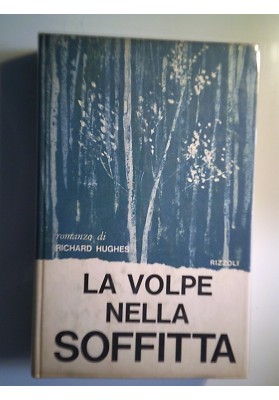 romanzo di
RICHARD HUGHES
RIZZOLI
LA VOLPE
NELLA
SOFFITTA